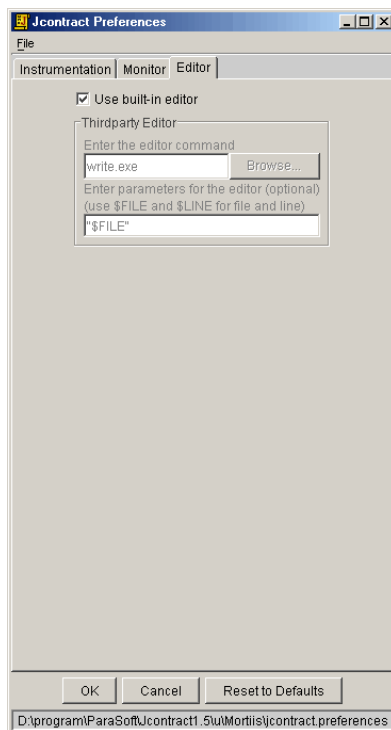 Jcontract Preferences
File
Instrumentation Monitor Editor
Use built-in editor
Thirdparty Editor
Enter the editor command
write.exe Browse...
Enter parameters for the editor (optional)
(use $FILE and $LINE for file and line)
"$FILE"
OK Cancel Reset to Defaults
D:\program\ParaSoft\Jcontract1.5\u\Mortiis\jcontract.preferences